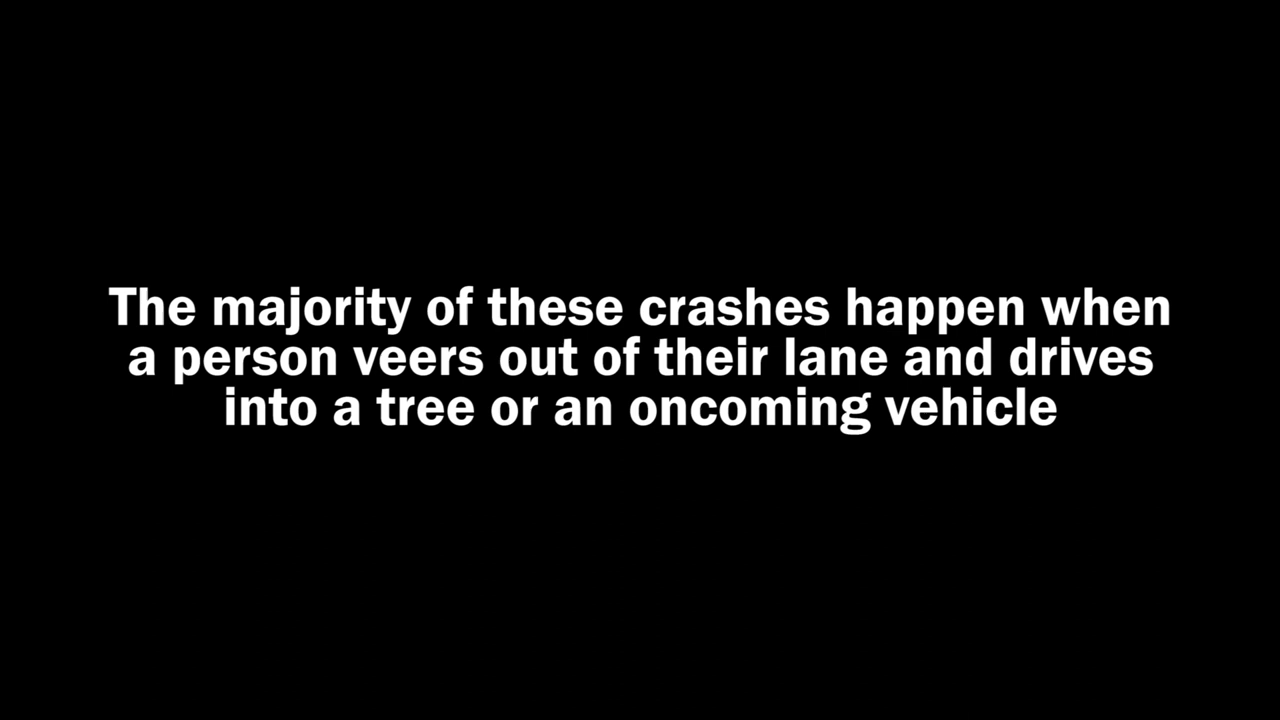 The majority of these crashes happen when
a person veers out of their lane and drives
into a tree or an oncoming vehicle